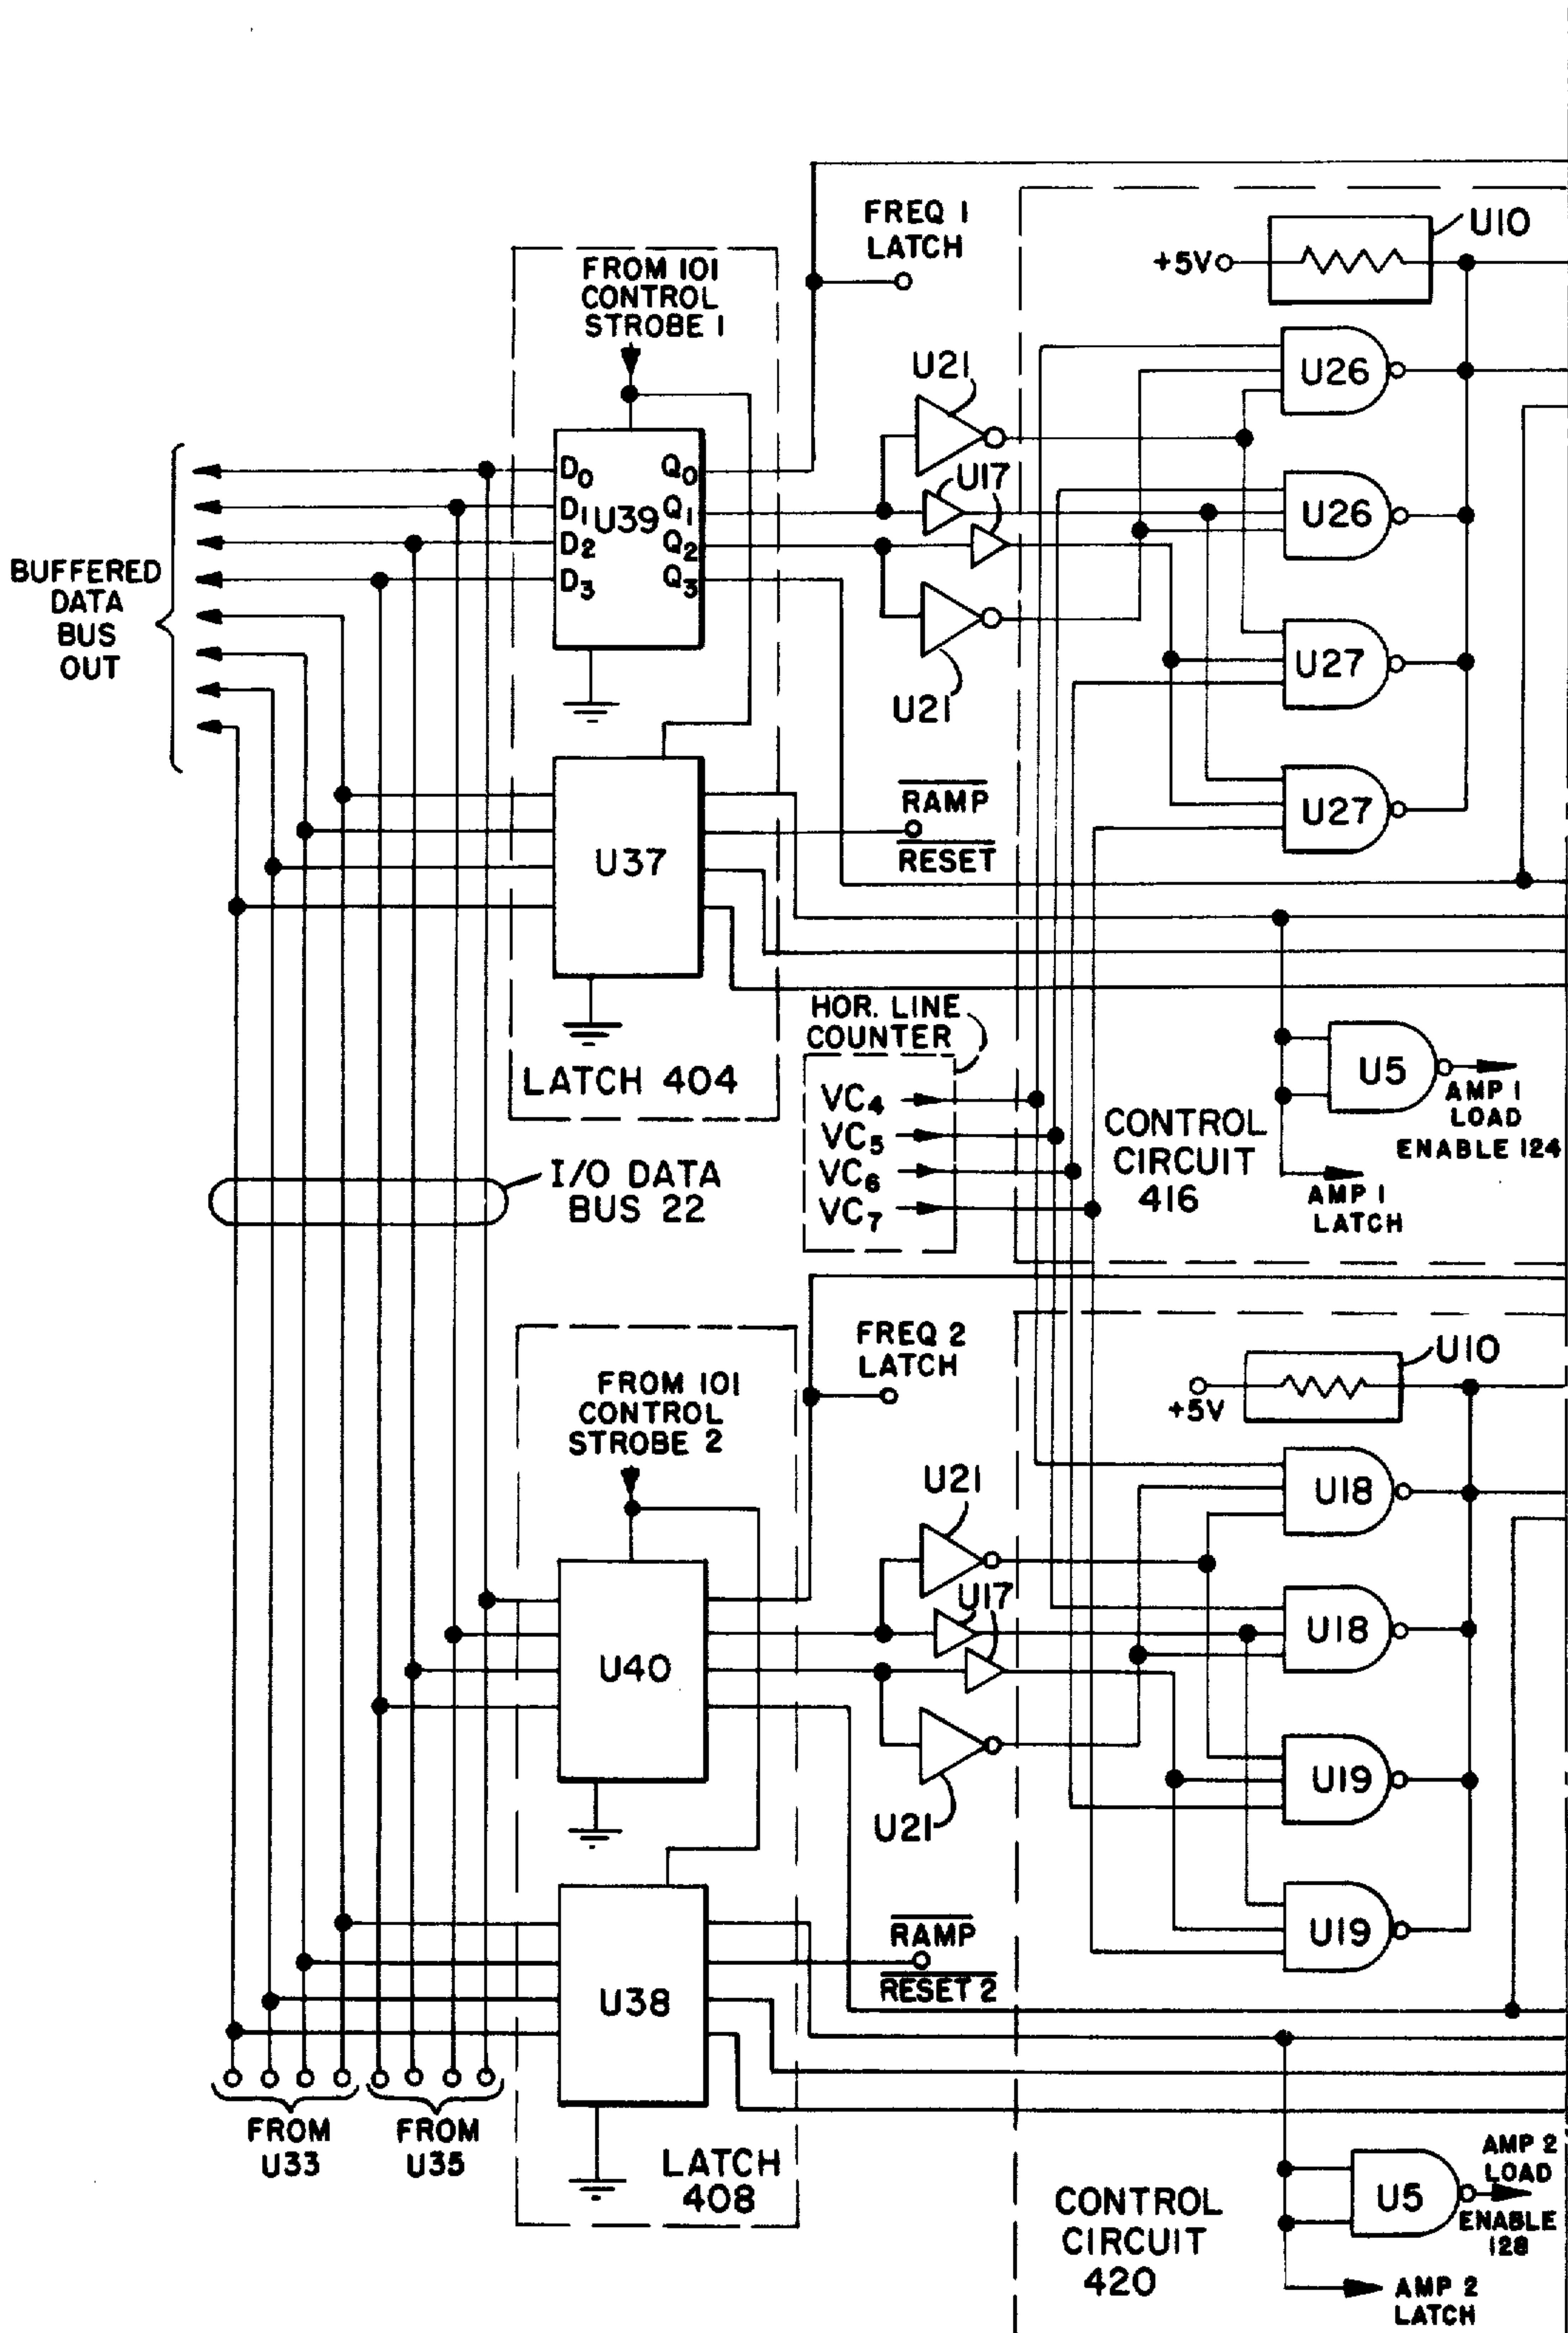 FREQ 1
LATCH
U10
+5V
FROM 101
CONTROL
STROBE 1
U21
U26
BUFFERED
DATA
BUS
OUT
D0
Q0
D1
U39
Q1
D2
Q2
D3
Q3
U17
U26
U21
U27
U37
RAMP
RESET
U27
LATCH 404
HOR. LINE
COUNTER
VC4
VC5
VC6
VC7
CONTROL
CIRCUIT
416
U5
AMP 1
LOAD
ENABLE 124
AMP 1
LATCH
I/O DATA
BUS 22
FREQ 2
LATCH
U10
+5V
FROM 101
CONTROL
STROBE 2
U21
U18
U17
U18
U40
U21
U19
U19
RAMP
RESET 2
U38
FROM
U33
FROM
U35
LATCH
408
CONTROL
CIRCUIT
420
U5
AMP 2
LOAD
ENABLE
128
AMP 2
LATCH